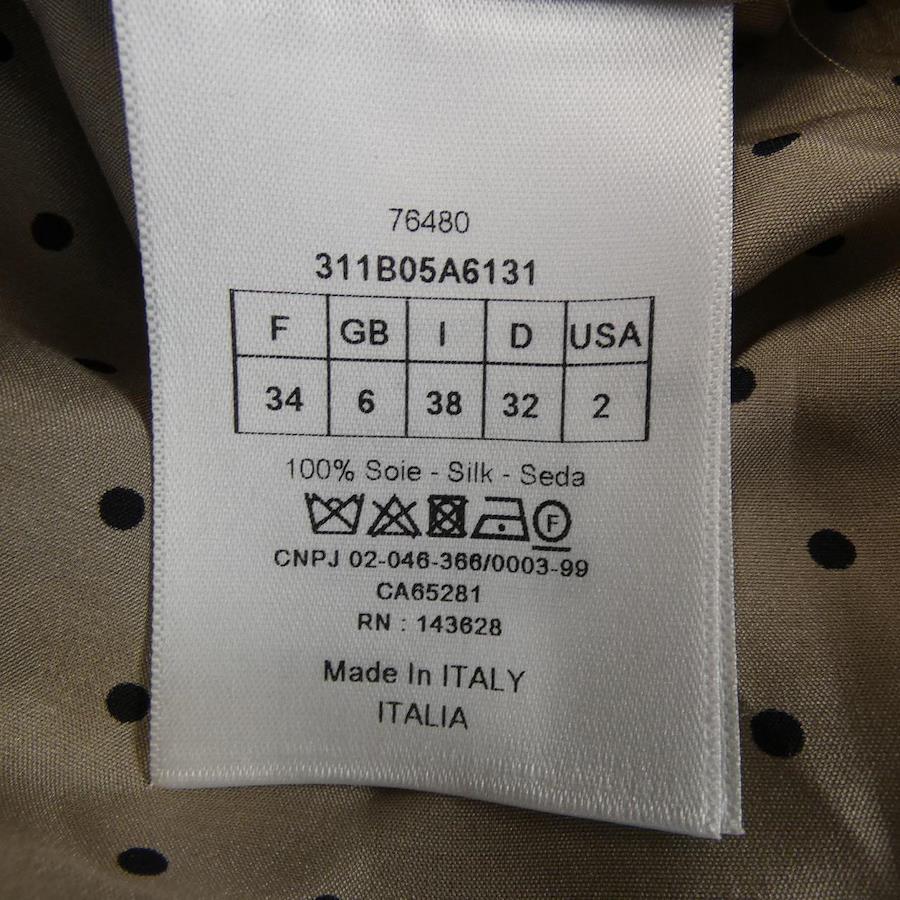 76480
311B05A6131
F GB I D USA
34 6 38 32 2
100% Soie - Silk - Seda
F
CNPJ 02-046-366/0003-99
CA65281
RN : 143628
Made In ITALY
ITALIA